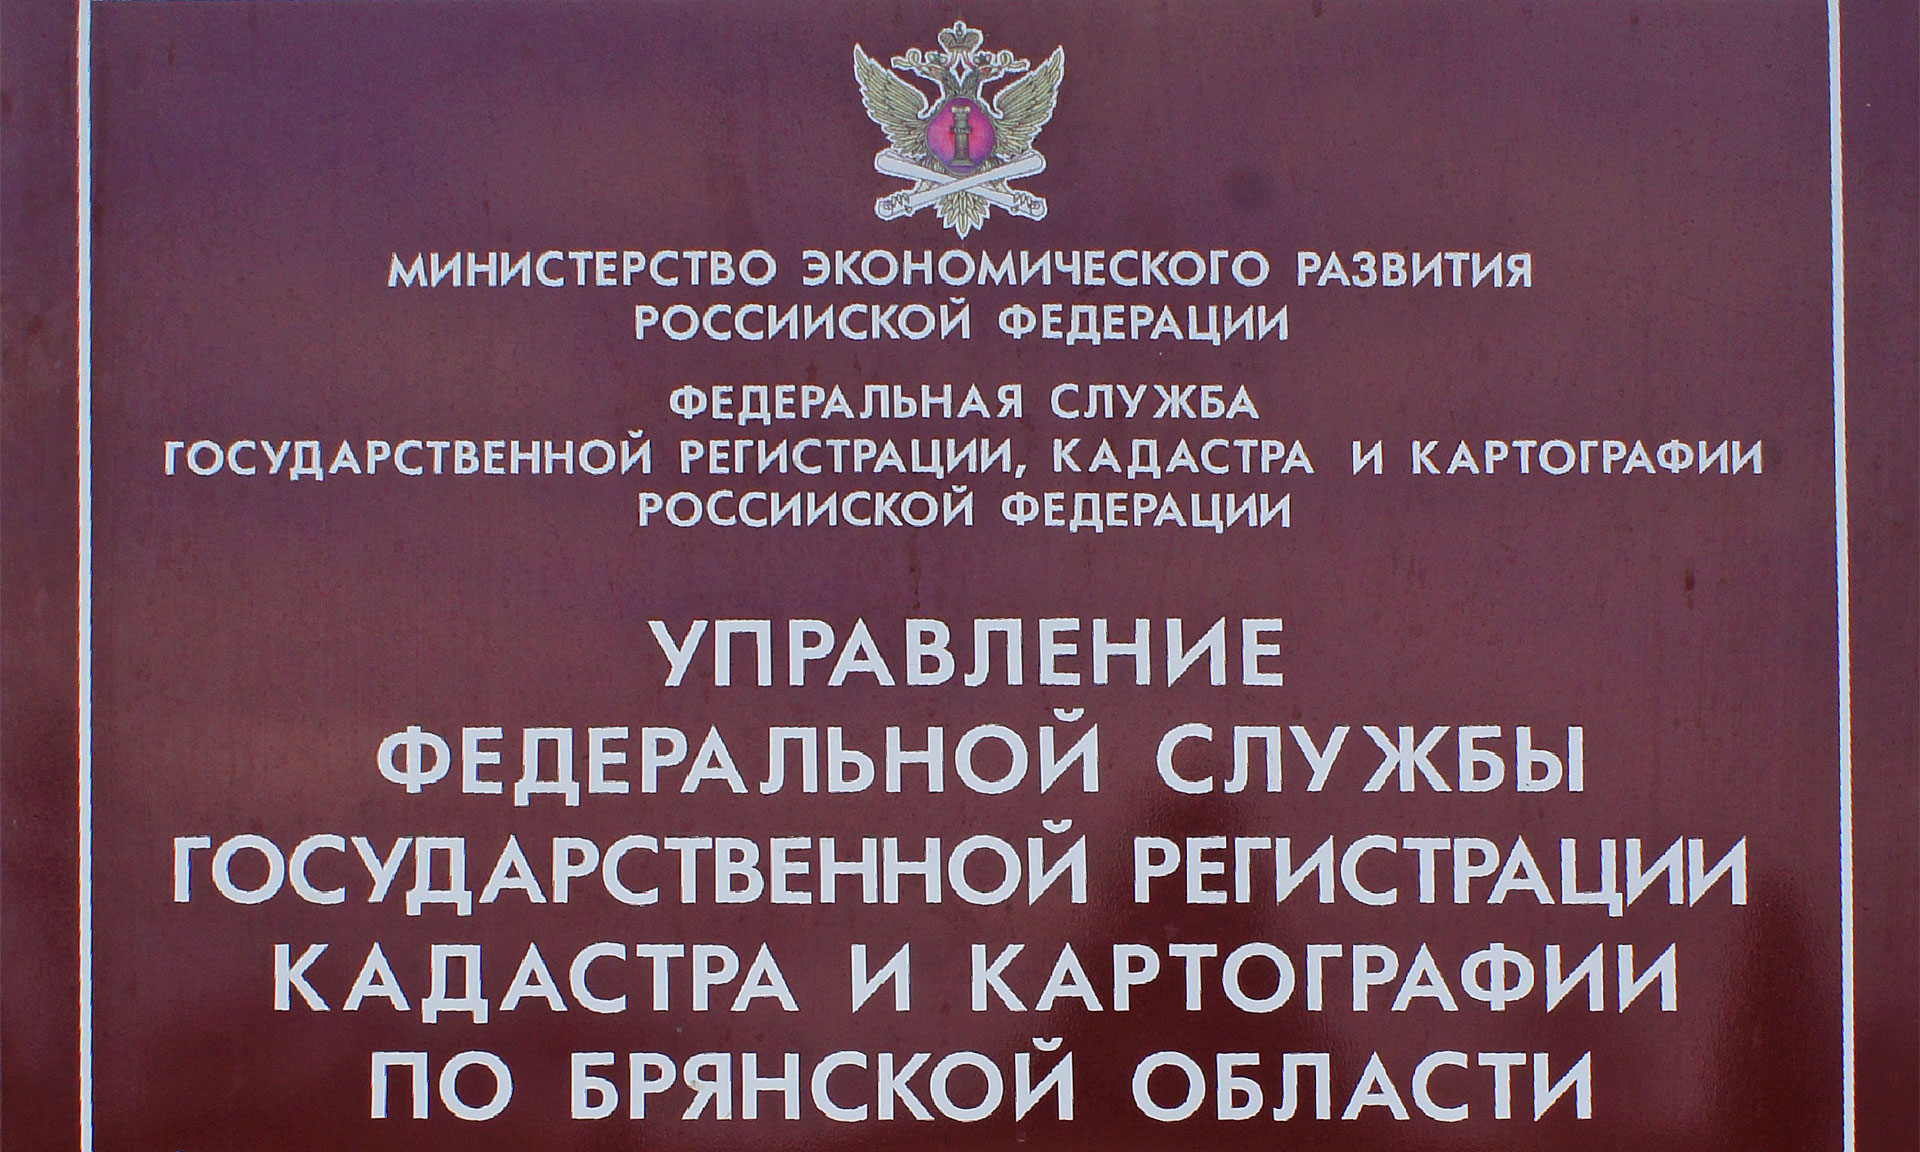 МИНИСТЕРСТВО ЭКОНОМИЧЕСКОГО РАЗВИТИЯ
РОССИИСКОЙ ФЕДЕРАЦИИ
ФЕДЕРАЛЬНАЯ СЛУЖБА
ГОСУДАРСТВЕННОЙ РЕГИСТРАЦИИ, КАДАСТРА И КАРТОГРАФИИ
РОССИИСКОЙ ФЕДЕРАЦИИ
УПРАВЛЕНИЕ
ФЕДЕРАЛЬНОЙ СЛУЖБЫ
ГОСУДАРСТВЕННОЙ РЕГИСТРАЦИИ
КАДАСТРА И КАРТОГРАФИИ
ПО БРЯНСКОЙ ОБЛАСТИ